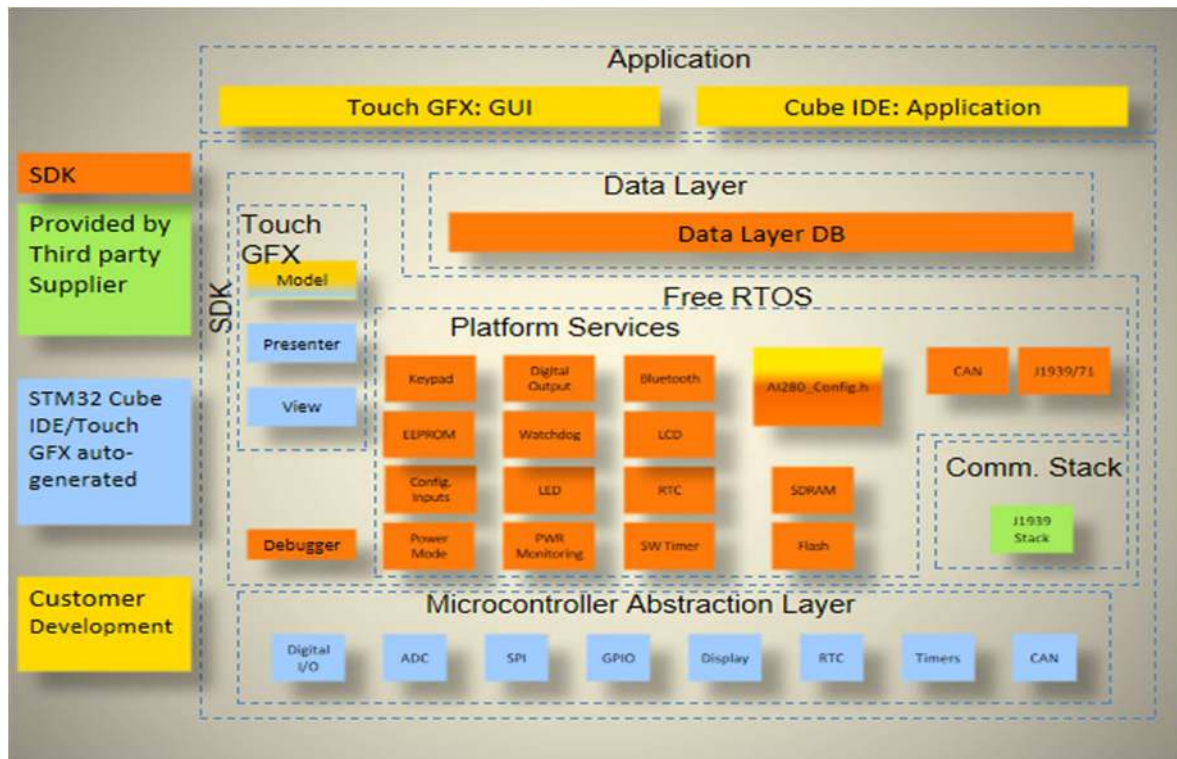 Application
Touch GFX: GUI
Cube IDE: Application
SDK
Provided by
Third party
Supplier
STM32 Cube
IDE/Touch
GFX auto-
generated
Customer
Development
SDK
Data Layer
Data Layer DB
Touch
GFX
Model
Presenter
View
Debugger
Free RTOS
Platform Services
Keypad
Digital
Output
Bluetooth
AI280_Config.h
CAN
J1939/71
EEPROM
Watchdog
LCD
Config.
Inputs
LED
RTC
SDRAM
Power
Mode
PWR
Monitoring
SW Timer
Flash
Comm. Stack
J1939
Stack
Microcontroller Abstraction Layer
Digital
I/O
ADC
SPI
GPIO
Display
RTC
Timers
CAN